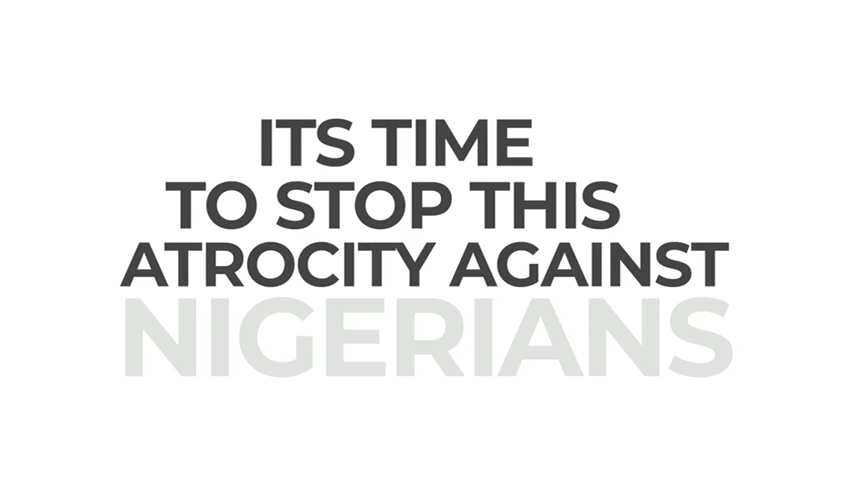 ITS TIME
TO STOP THIS
ATROCITY AGAINST
NIGERIANS